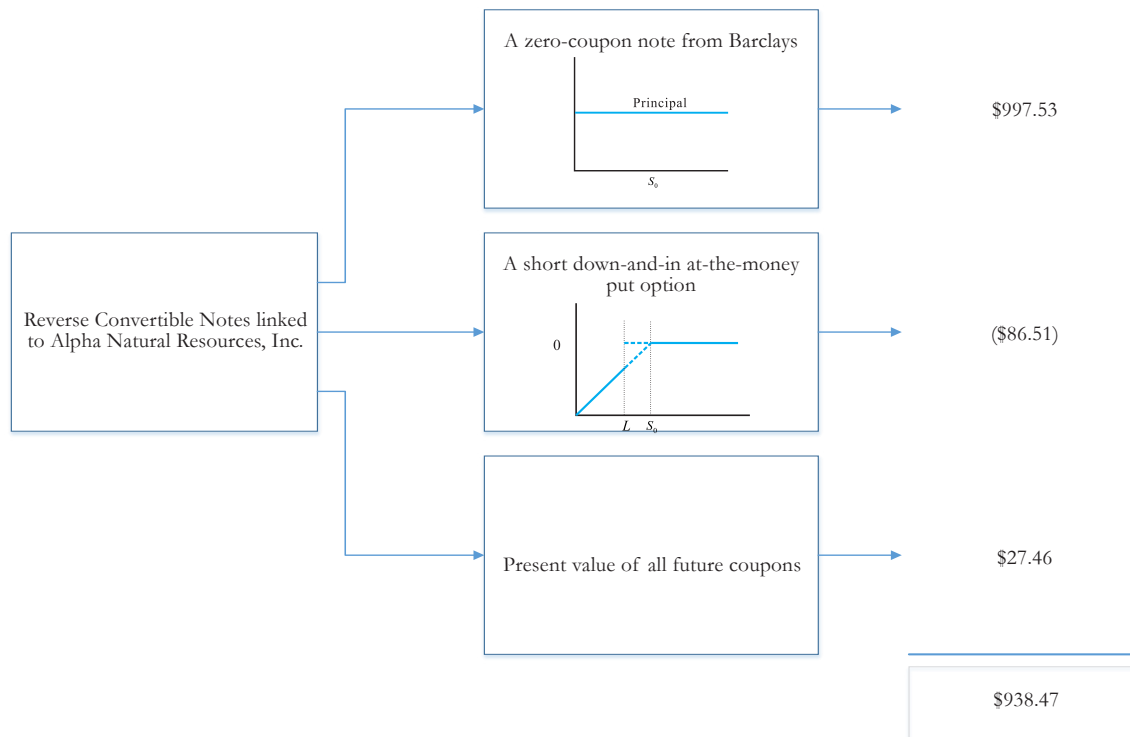 A zero-coupon note from Barclays
Principal
S₀
$997.53
Reverse Convertible Notes linked
to Alpha Natural Resources, Inc.
A short down-and-in at-the-money
put option
0
L S₀
($86.51)
Present value of all future coupons
$27.46
$938.47